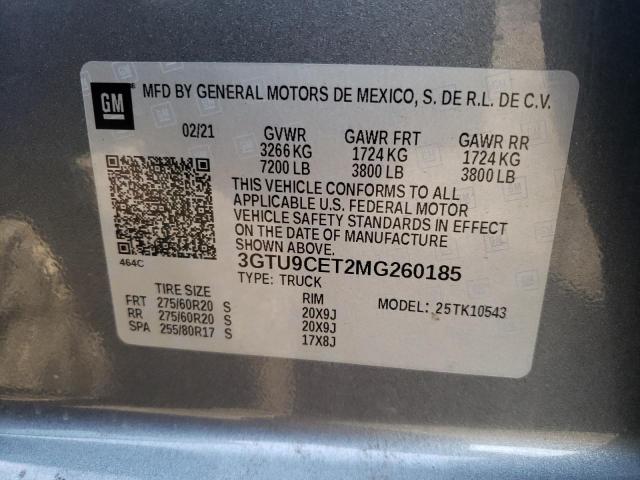 GM
MFD BY GENERAL MOTORS DE MEXICO, S. DE R.L. DE C.V.
02/21 GVWR GAWR FRT GAWR RR
3266 KG 1724 KG 1724 KG
7200 LB 3800 LB 3800 LB
THIS VEHICLE CONFORMS TO ALL
APPLICABLE U.S. FEDERAL MOTOR
VEHICLE SAFETY STANDARDS IN EFFECT
ON THE DATE OF MANUFACTURE
SHOWN ABOVE.
464C
3GTU9CET2MG260185
TYPE: TRUCK
TIRE SIZE RIM MODEL: 25TK10543
FRT 275/60R20 S 20X9J
RR 275/60R20 S 20X9J
SPA 255/80R17 S 17X8J